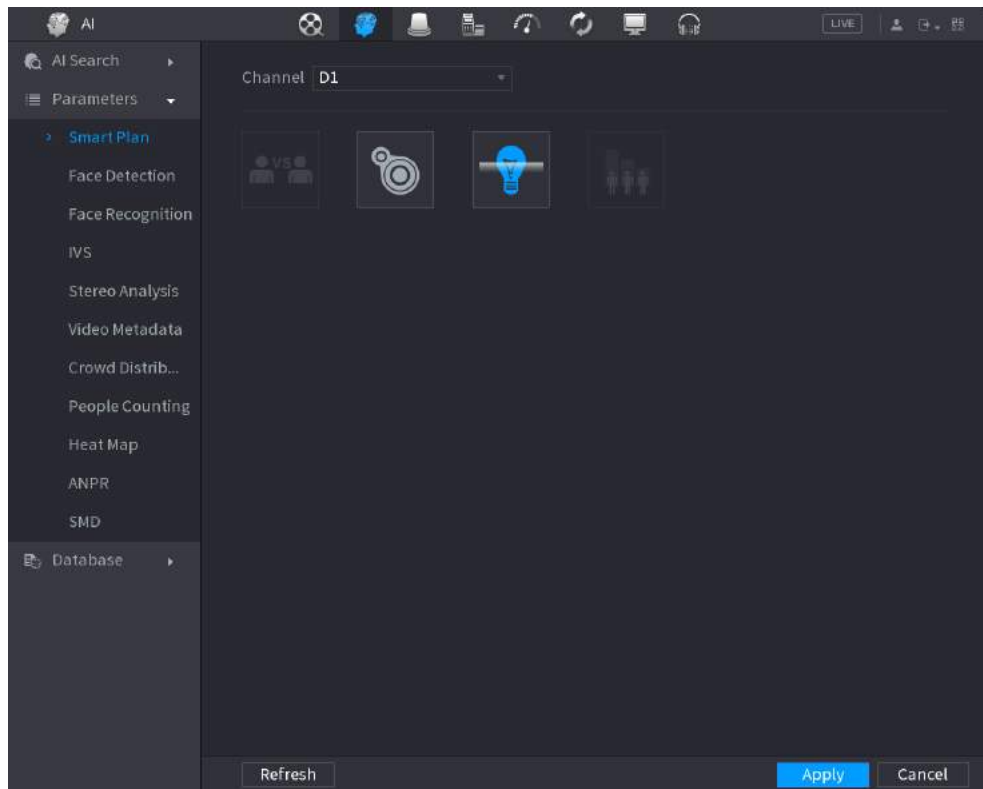 AI
LIVE
AI Search
Parameters
Smart Plan
Face Detection
Face Recognition
IVS
Stereo Analysis
Video Metadata
Crowd Distrib...
People Counting
Heat Map
ANPR
SMD
Database
Channel D1
VS
Refresh
Apply
Cancel